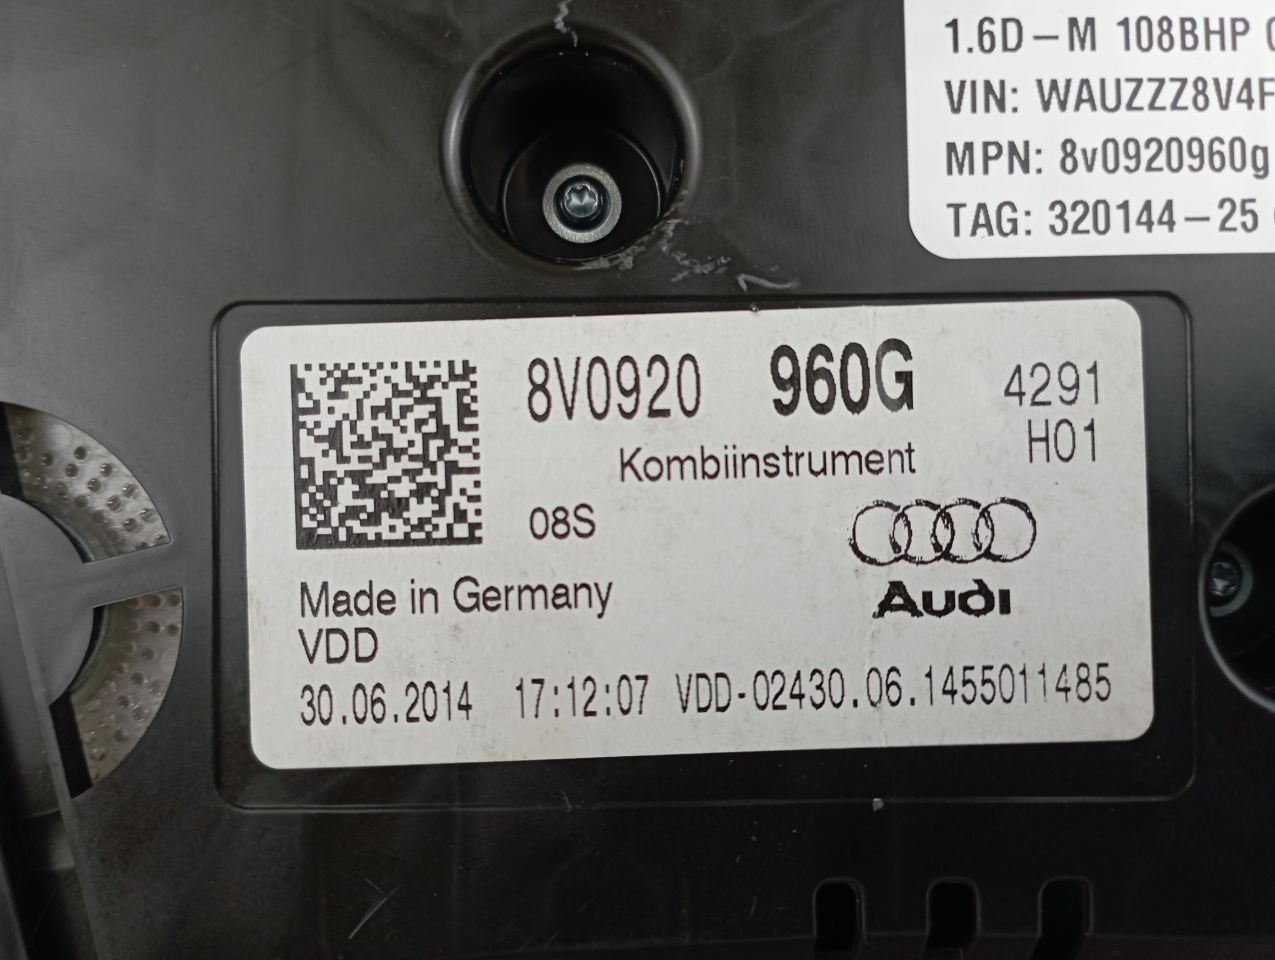 1.6D-M 108BHP
VIN: WAUZZZ8V4F
MPN: 8v0920960g
TAG: 320144-25
8V0920 960G 4291
H01
Kombiinstrument
08S
Audi
Made in Germany
VDD
30.06.2014 17:12:07 VDD-02430.06.1455011485